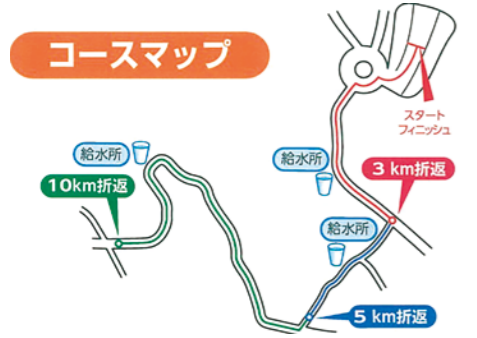 コースマップ
スタート
フィニッシュ
給水所
10km折返
給水所
3 km折返
給水所
5 km折返